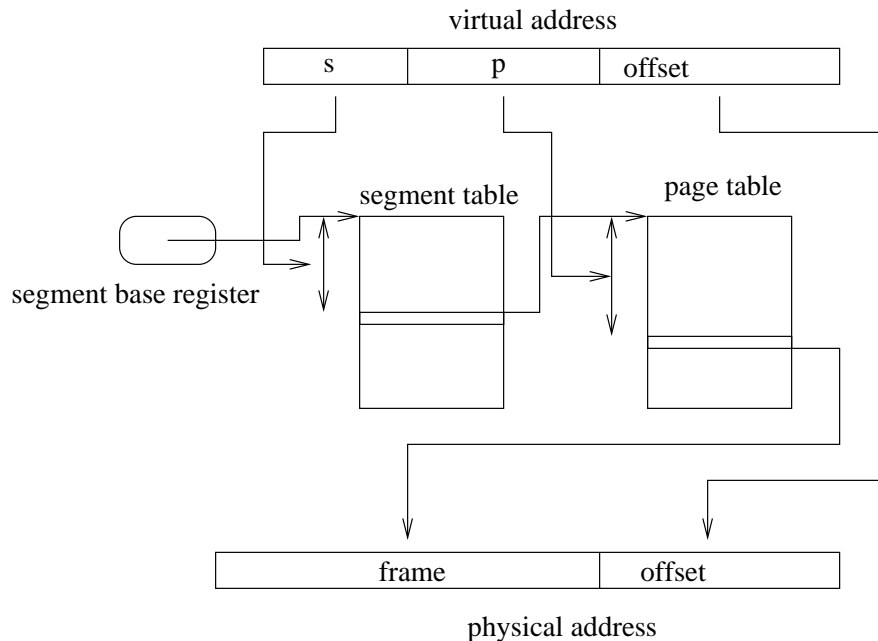 virtual address
s
p
offset
segment table
page table
segment base register
frame
offset
physical address